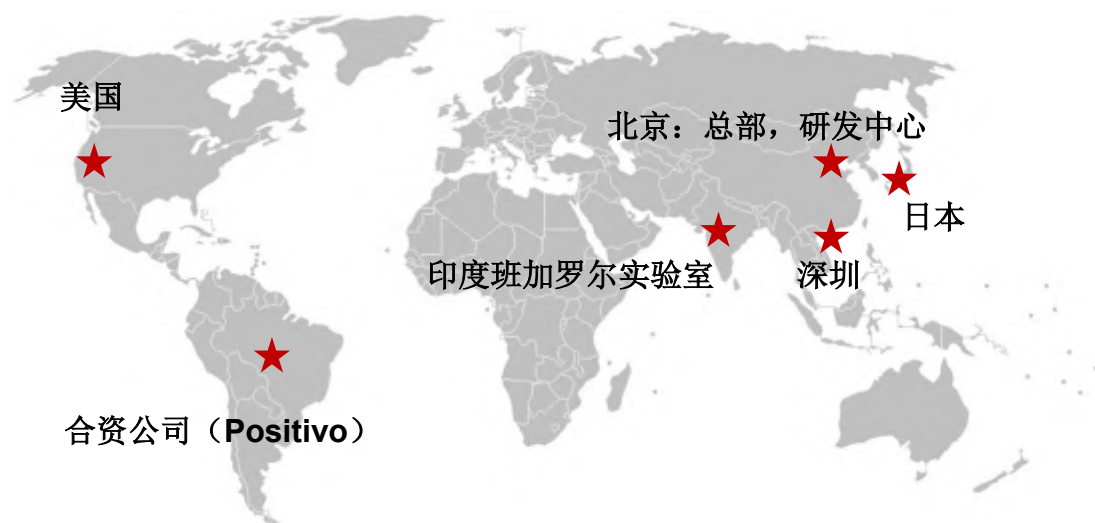 美国
北京：总部，研发中心
日本
印度班加罗尔实验室
深圳
合资公司（Positivo）